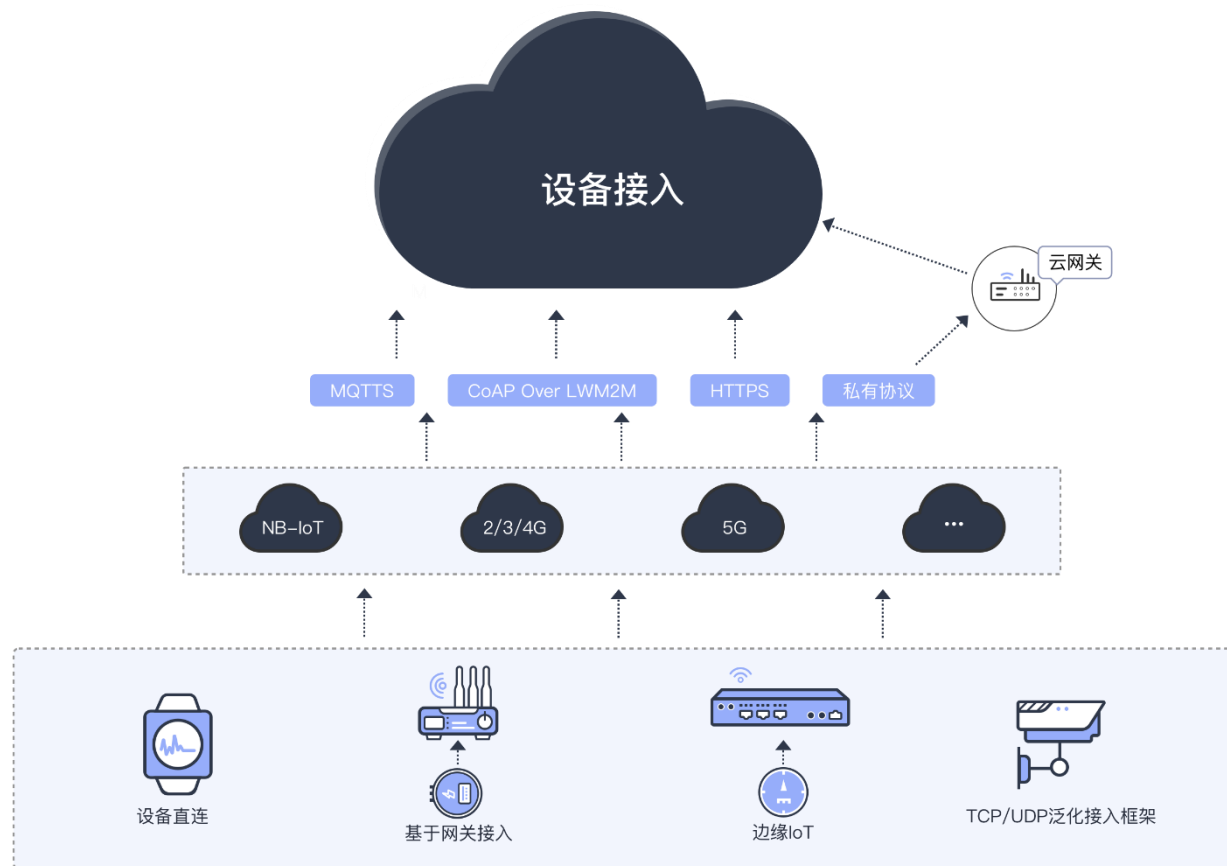 设备接入
云网关
MQTTS
CoAP Over LWM2M
HTTPS
私有协议
NB-IoT
2/3/4G
5G
...
设备直连
基于网关接入
边缘IoT
TCP/UDP泛化接入框架